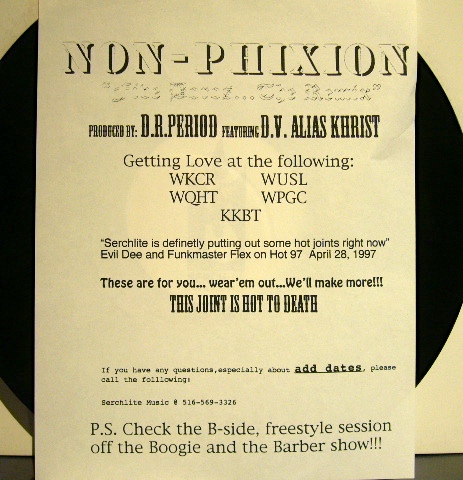 NON-PHIXION
PRODUCED BY: D.R.PERIOD FEATURING D.V. ALIAS KHRIST
Getting Love at the following:
WKCR WUSL
WQHT WPGC
KKBT
"Serchlite is definetly putting out some hot joints right now"
Evil Dee and Funkmaster Flex on Hot 97 April 28, 1997
These are for you... wear'em out...We'll make more!!!
THIS JOINT IS HOT TO DEATH
If you have any questions,especially about add dates, please
call the following:
Serchlite Music @ 516-569-3326
P.S. Check the B-side, freestyle session
off the Boogie and the Barber show!!!